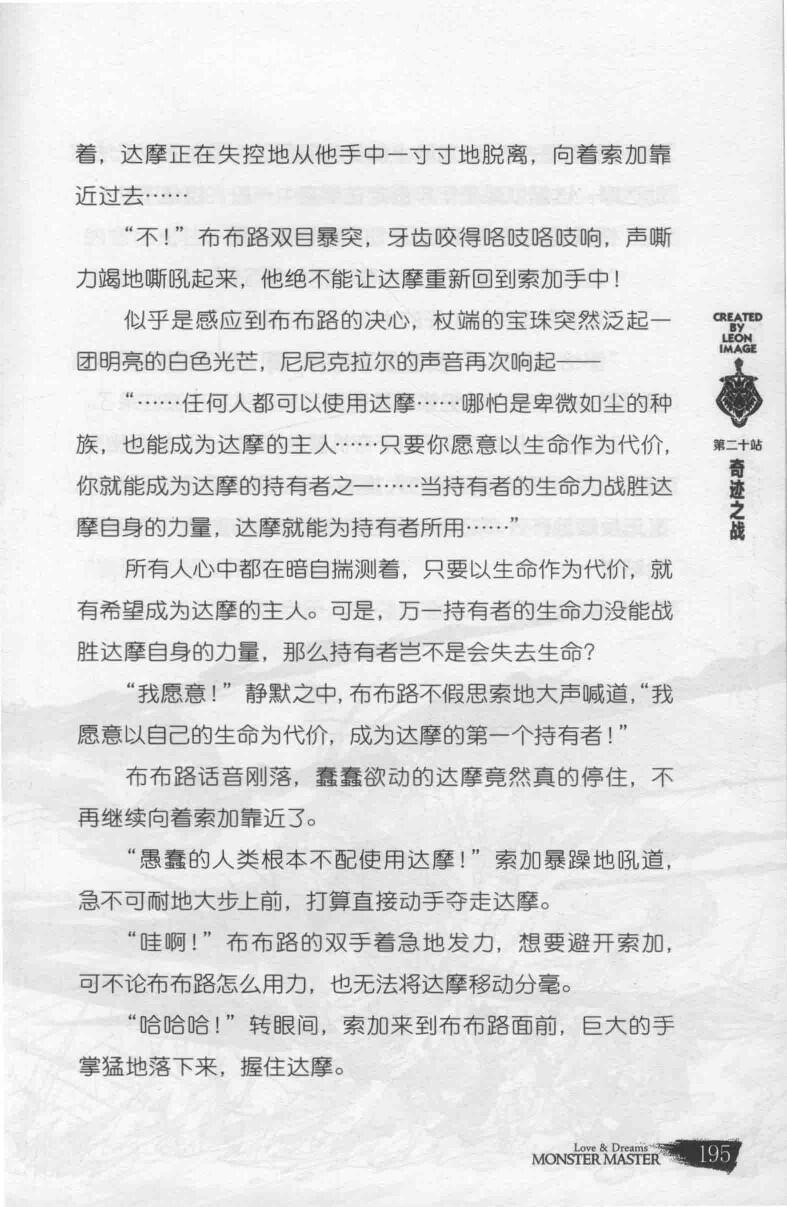 着，达摩正在失控地从他手中一寸寸地脱离，向着索加靠
近过去……
“不！”布布路双目暴突，牙齿咬得咯吱咯吱响，声嘶
力竭地嘶吼起来，他绝不能让达摩重新回到索加手中！
似乎是感应到布布路的决心，杖端的宝珠突然泛起一
团明亮的白色光芒，尼尼克拉尔的声音再次响起——
“……任何人都可以使用达摩……哪怕是卑微如尘的种
族，也能成为达摩的主人……只要你愿意以生命作为代价，
你就能成为达摩的持有者之一……当持有者的生命力战胜达
摩自身的力量，达摩就能为持有者所用……”
所有人心中都在暗自揣测着，只要以生命作为代价，就
有希望成为达摩的主人。可是，万一持有者的生命力没能战
胜达摩自身的力量，那么持有者岂不是会失去生命？
“我愿意！”静默之中，布布路不假思索地大声喊道，“我
愿意以自己的生命为代价，成为达摩的第一个持有者！”
布布路话音刚落，蠢蠢欲动的达摩竟然真的停住，不
再继续向着索加靠近了。
“愚蠢的人类根本不配使用达摩！”索加暴躁地吼道，
急不可耐地大步上前，打算直接动手夺走达摩。
“哇啊！”布布路的双手着急地发力，想要避开索加，
可不论布布路怎么用力，也无法将达摩移动分毫。
“哈哈哈！”转眼间，索加来到布布路面前，巨大的手
掌猛地落下来，握住达摩。
CREATED
BY
LEON
IMAGE
第二十站
奇迹之战
Love & Dreams
MONSTER MASTER
195